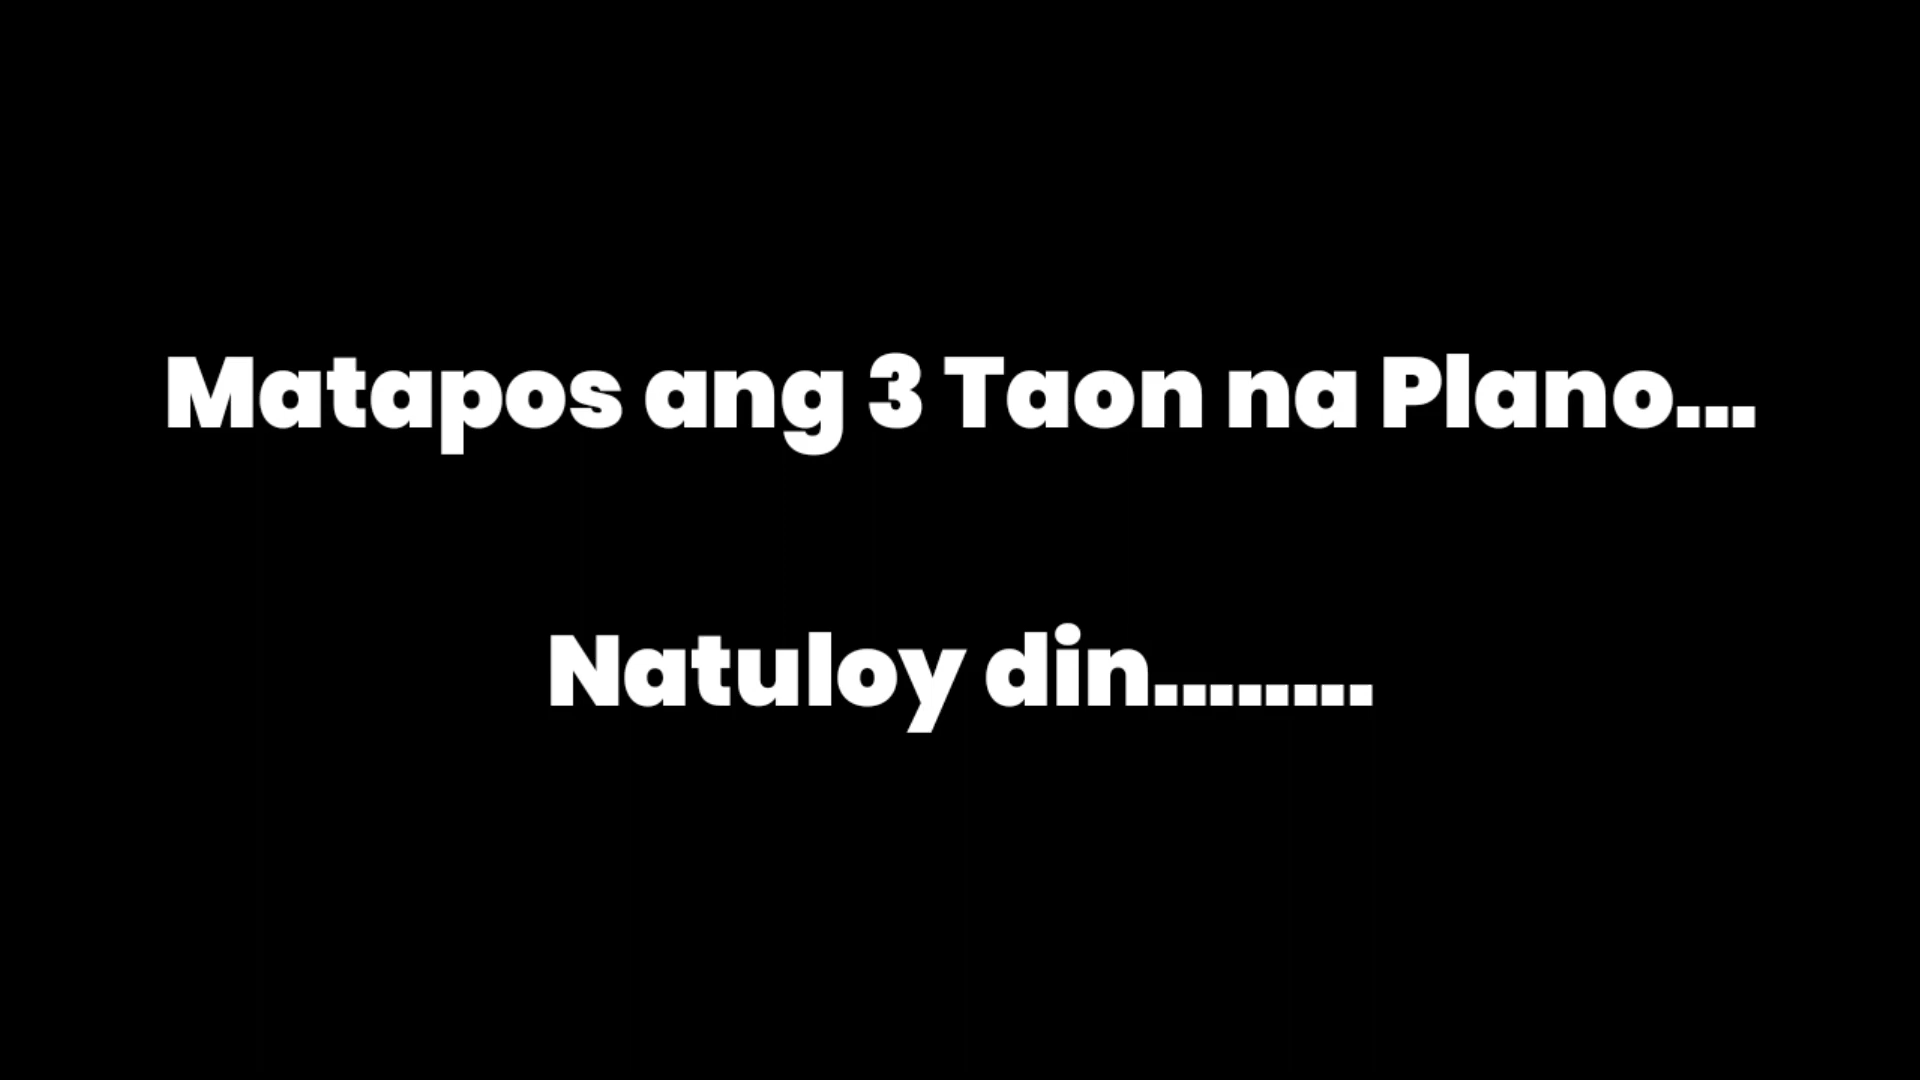 Matapos ang 3 Taon na Plano...
Natuloy din........